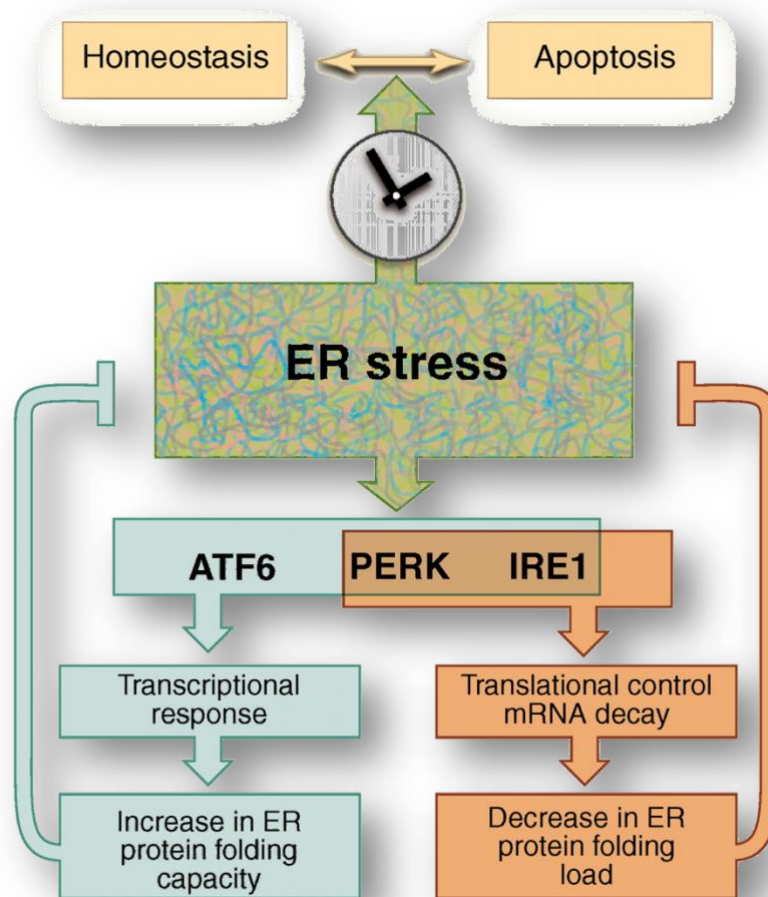 Homeostasis
Apoptosis
ER stress
ATF6 PERK IRE1
Transcriptional
response
Translational control
mRNA decay
Increase in ER
protein folding
capacity
Decrease in ER
protein folding
load